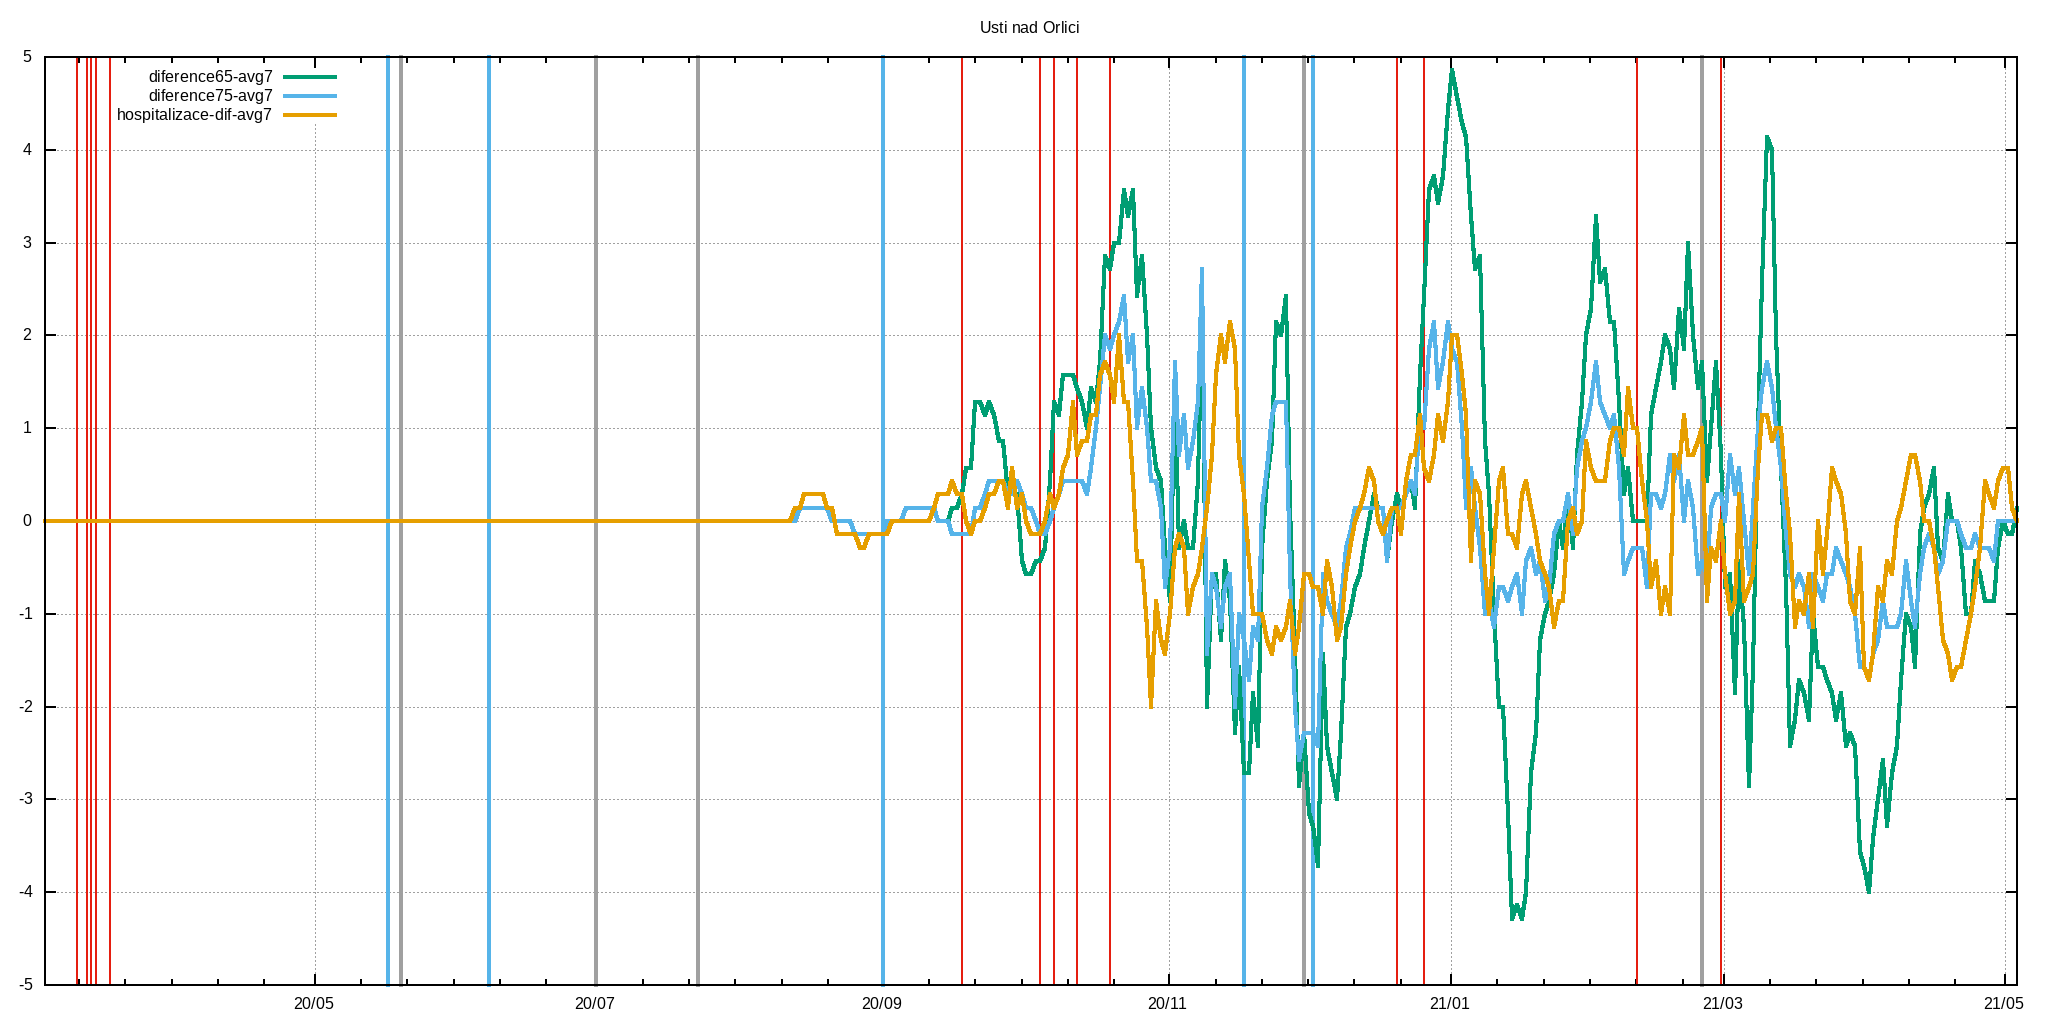 Usti nad Orlici
diference65-avg7
diference75-avg7
hospitalizace-dif-avg7
5
4
3
2
1
0
-1
-2
-3
-4
-5
20/05 20/07 20/09 20/11 21/01 21/03 21/05